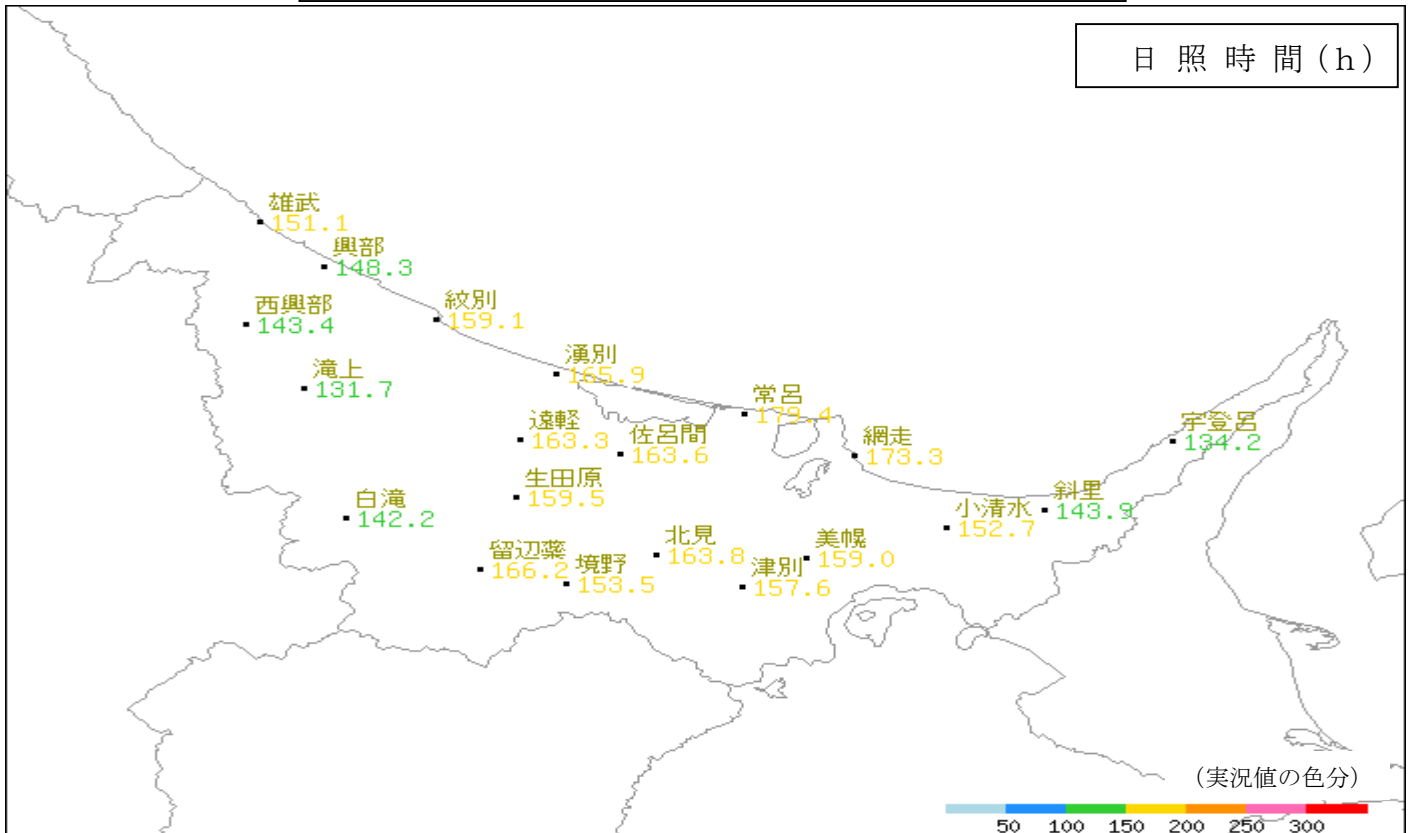 日照時間(h)
雄武
151.1
興部
148.3
西興部
143.4
紋別
159.1
滝上
131.7
湧別
165.9
常呂
179.4
遠軽
163.3
佐呂間
163.6
網走
173.3
宇登呂
134.2
生田原
159.5
白滝
142.2
斜里
143.9
小清水
152.7
留辺蘂
166.2
境野
153.5
北見
163.8
美幌
159.0
津別
157.6
(実況値の色分)
50 100 150 200 250 300